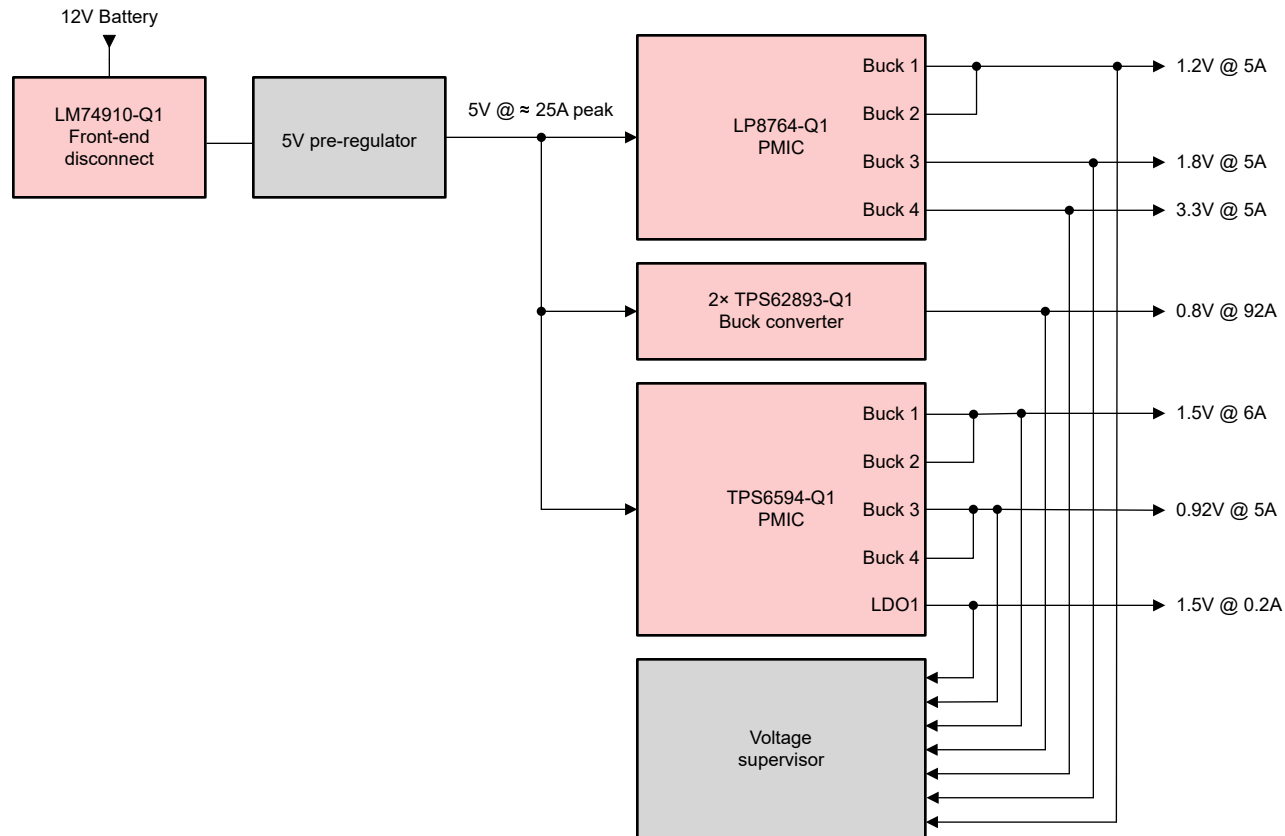 12V Battery
LM74910-Q1
Front-end
disconnect
5V pre-regulator
5V @ ≈ 25A peak
LP8764-Q1
PMIC
Buck 1
Buck 2
Buck 3
Buck 4
1.2V @ 5A
1.8V @ 5A
3.3V @ 5A
2× TPS62893-Q1
Buck converter
0.8V @ 92A
TPS6594-Q1
PMIC
Buck 1
Buck 2
Buck 3
Buck 4
LDO1
1.5V @ 6A
0.92V @ 5A
1.5V @ 0.2A
Voltage
supervisor